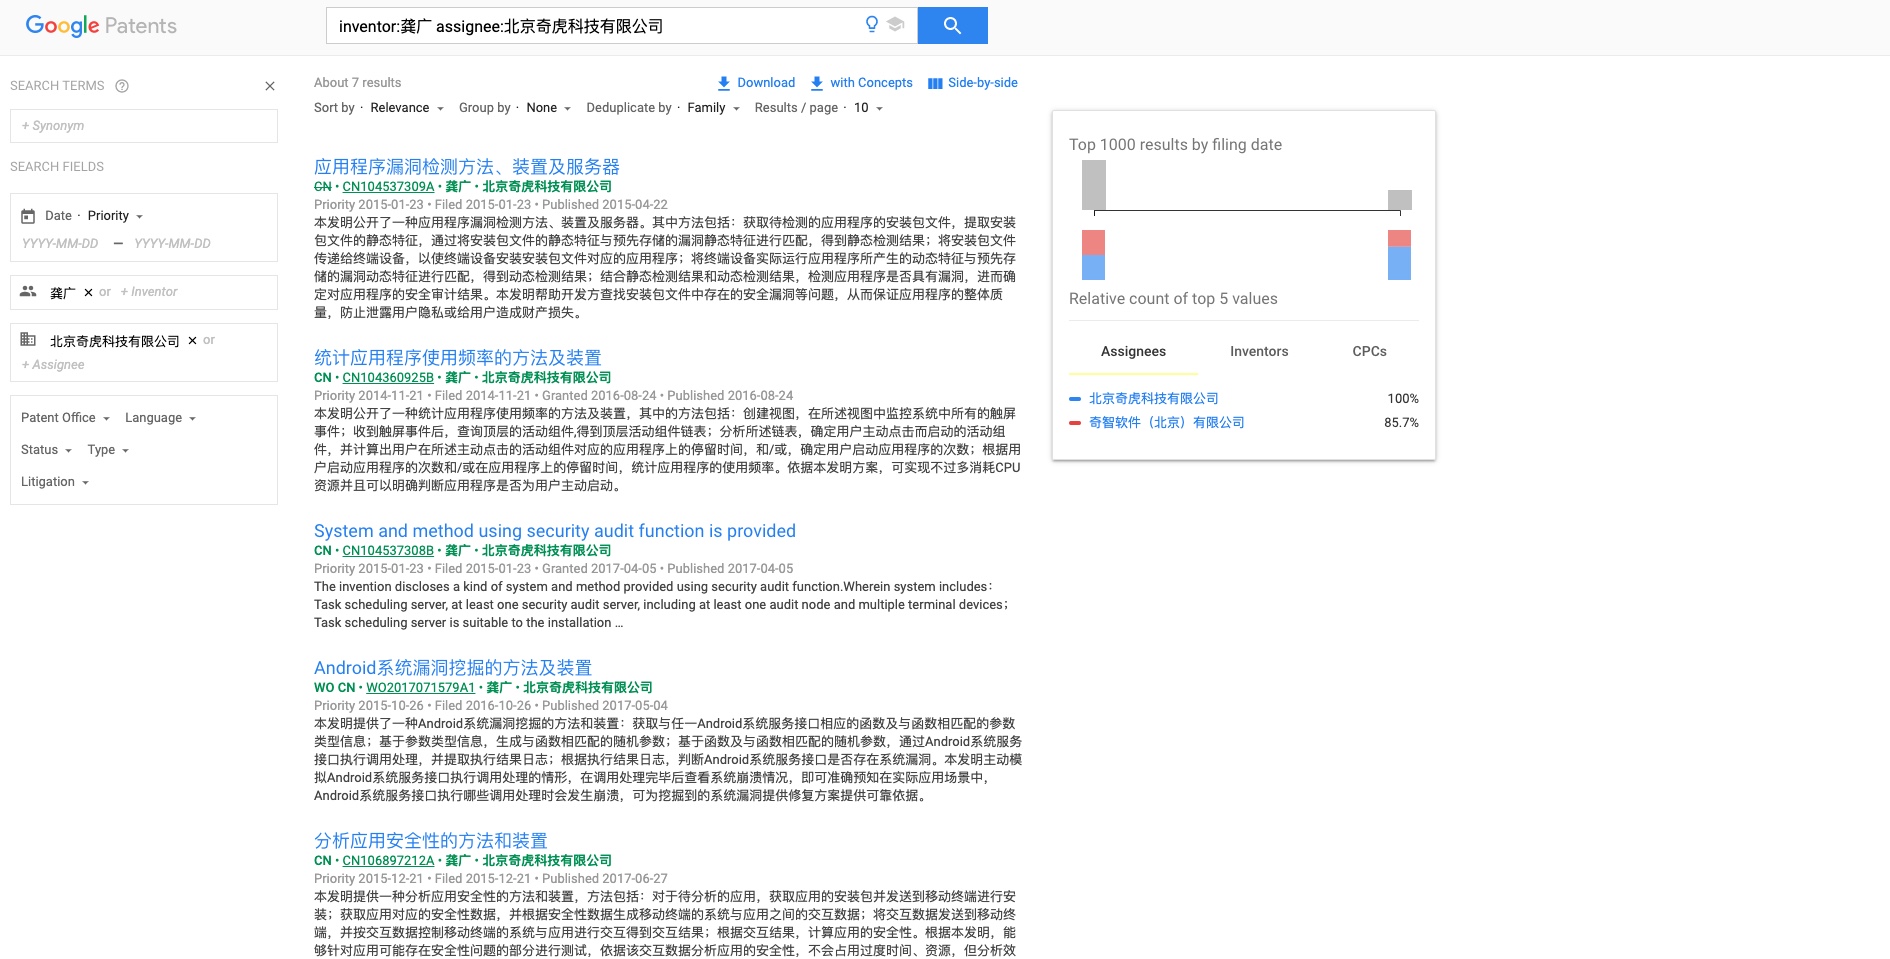 Google Patents
inventor:龚广 assignee:北京奇虎科技有限公司
SEARCH TERMS
+ Synonym
SEARCH FIELDS
Date · Priority
YYYY-MM-DD – YYYY-MM-DD
龚广 × or + Inventor
北京奇虎科技有限公司 × or
+ Assignee
Patent Office Language
Status Type
Litigation
About 7 results
Download with Concepts Side-by-side
Sort by · Relevance Group by · None Deduplicate by · Family Results / page · 10
应用程序漏洞检测方法、装置及服务器
CN • CN104537309A • 龚广 • 北京奇虎科技有限公司
Priority 2015-01-23 • Filed 2015-01-23 • Published 2015-04-22
本发明公开了一种应用程序漏洞检测方法、装置及服务器。其中方法包括：获取待检测的应用程序的安装包文件，提取安装
包文件的静态特征，通过将安装包文件的静态特征与预先存储的漏洞静态特征进行匹配，得到静态检测结果；将安装包文件
传递给终端设备，以使终端设备安装安装包文件对应的应用程序；将终端设备实际运行应用程序所产生的动态特征与预先存
储的漏洞动态特征进行匹配，得到动态检测结果；结合静态检测结果和动态检测结果，检测应用程序是否具有漏洞，进而确
定对应用程序的安全审计结果。本发明帮助开发方查找安装包文件中存在的安全漏洞等问题，从而保证应用程序的整体质
量，防止泄露用户隐私或给用户造成财产损失。
统计应用程序使用频率的方法及装置
CN • CN104360925B • 龚广 • 北京奇虎科技有限公司
Priority 2014-11-21 • Filed 2014-11-21 • Granted 2016-08-24 • Published 2016-08-24
本发明公开了一种统计应用程序使用频率的方法及装置，其中的方法包括：创建视图，在所述视图中监控系统中所有的触屏
事件；收到触屏事件后，查询顶层的活动组件,得到顶层活动组件链表；分析所述链表，确定用户主动点击而启动的活动组
件，并计算出用户在所述主动点击的活动组件对应的应用程序上的停留时间，和/或，确定用户启动应用程序的次数；根据用
户启动应用程序的次数和/或在应用程序上的停留时间，统计应用程序的使用频率。依据本发明方案，可实现不过多消耗CPU
资源并且可以明确判断应用程序是否为用户主动启动。
System and method using security audit function is provided
CN • CN104537308B • 龚广 • 北京奇虎科技有限公司
Priority 2015-01-23 • Filed 2015-01-23 • Granted 2017-04-05 • Published 2017-04-05
The invention discloses a kind of system and method provided using security audit function.Wherein system includes：
Task scheduling server, at least one security audit server, including at least one audit node and multiple terminal devices；
Task scheduling server is suitable to the installation …
Android系统漏洞挖掘的方法及装置
WO CN • WO2017071579A1 • 龚广 • 北京奇虎科技有限公司
Priority 2015-10-26 • Filed 2016-10-26 • Published 2017-05-04
本发明提供了一种Android系统漏洞挖掘的方法和装置：获取与任一Android系统服务接口相应的函数及与函数相匹配的参数
类型信息；基于参数类型信息，生成与函数相匹配的随机参数；基于函数及与函数相匹配的随机参数，通过Android系统服务
接口执行调用处理，并提取执行结果日志；根据执行结果日志，判断Android系统服务接口是否存在系统漏洞。本发明主动模
拟Android系统服务接口执行调用处理的情形，在调用处理完毕后查看系统崩溃情况，即可准确预知在实际应用场景中，
Android系统服务接口执行哪些调用处理时会发生崩溃，可为挖掘到的系统漏洞提供修复方案提供可靠依据。
分析应用安全性的方法和装置
CN • CN106897212A • 龚广 • 北京奇虎科技有限公司
Priority 2015-12-21 • Filed 2015-12-21 • Published 2017-06-27
本发明提供一种分析应用安全性的方法和装置，方法包括：对于待分析的应用，获取应用的安装包并发送到移动终端进行安
装；获取应用对应的安全性数据，并根据安全性数据生成移动终端的系统与应用之间的交互数据；将交互数据发送到移动终
端，并按交互数据控制移动终端的系统与应用进行交互得到交互结果；根据交互结果，计算应用的安全性。根据本发明，能
够针对应用可能存在安全性问题的部分进行测试，依据该交互数据分析应用的安全性，不会占用过度时间、资源，但分析效
Top 1000 results by filing date
Relative count of top 5 values
Assignees Inventors CPCs
北京奇虎科技有限公司 100%
奇智软件（北京）有限公司 85.7%